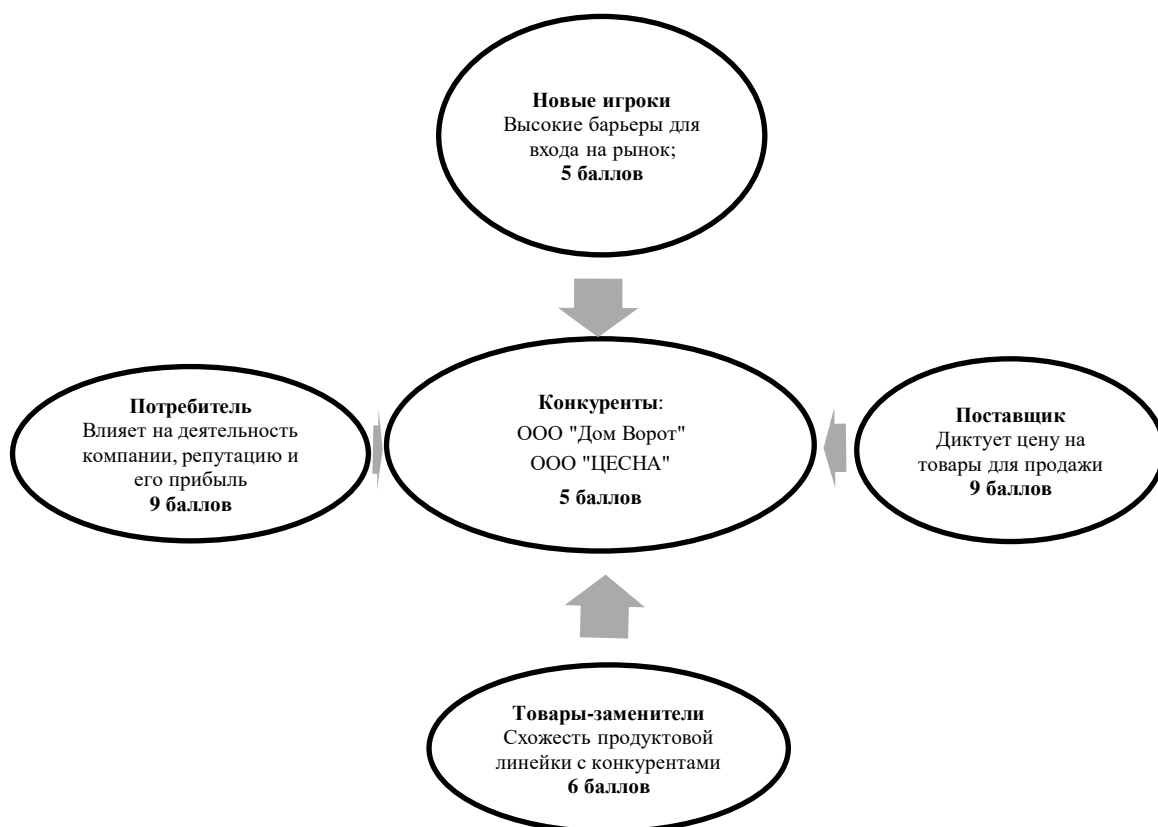 Новые игроки
Высокие барьеры для
входа на рынок;
5 баллов
Потребитель
Влияет на деятельность
компании, репутацию и
его прибыль
9 баллов
Конкуренты:
ООО "Дом Ворот"
ООО "ЦЕСНА"
5 баллов
Поставщик
Диктует цену на
товары для продажи
9 баллов
Товары-заменители
Схожесть продуктовой
линейки с конкурентами
6 баллов